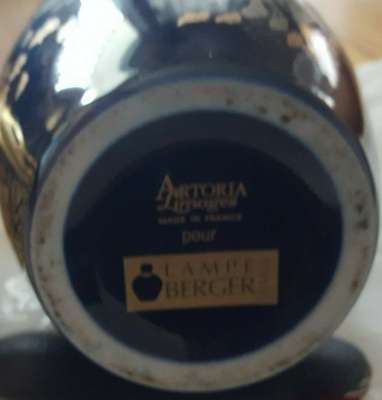 ARTORIA
Limoges
MADE IN FRANCE
pour
LAMPE
BERGER